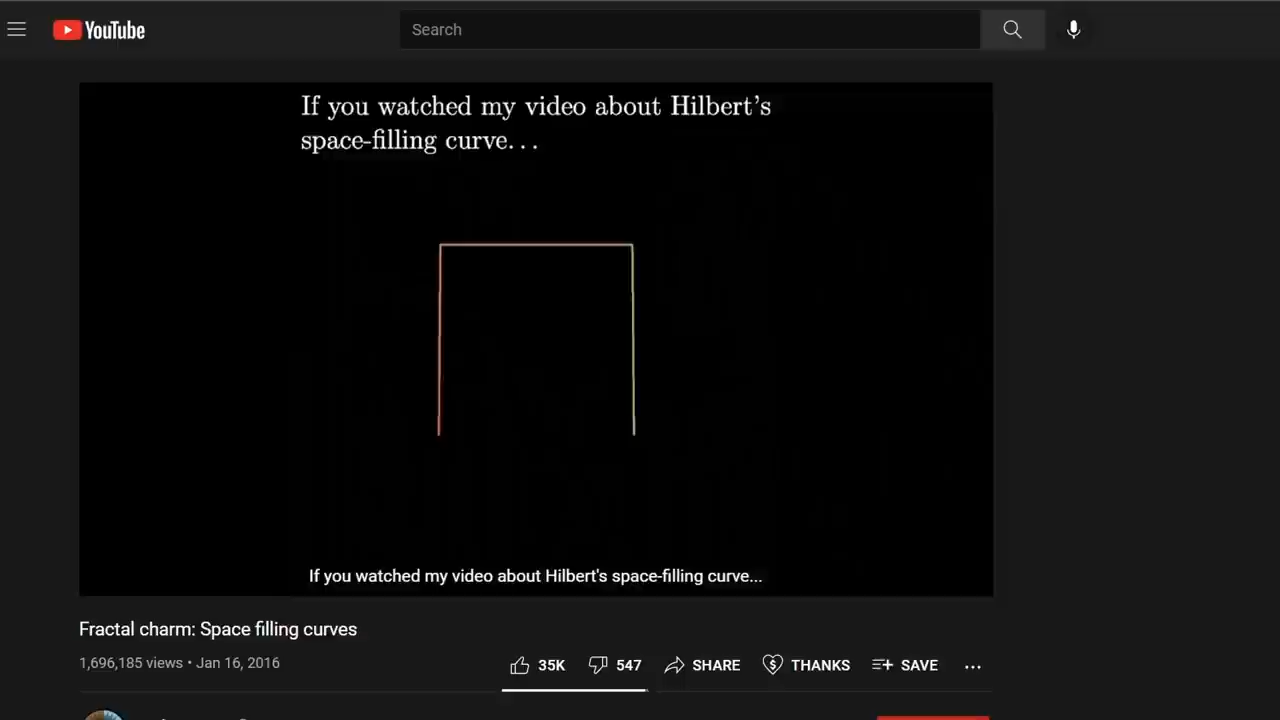 YouTube
Search
If you watched my video about Hilbert's
space-filling curve...
If you watched my video about Hilbert's space-filling curve...
Fractal charm: Space filling curves
1,696,185 views • Jan 16, 2016
35K 547 SHARE THANKS SAVE ...